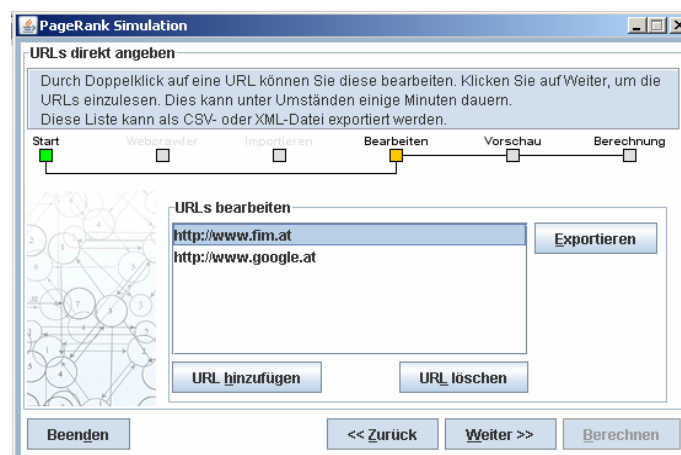 PageRank Simulation
URLs direkt angeben
Durch Doppelklick auf eine URL können Sie diese bearbeiten. Klicken Sie auf Weiter, um die
URLs einzulesen. Dies kann unter Umständen einige Minuten dauern.
Diese Liste kann als CSV- oder XML-Datei exportiert werden.
Start Webcrawler Importieren Bearbeiten Vorschau Berechnung
URLs bearbeiten
http://www.fim.at
http://www.google.at
Exportieren
URL hinzufügen URL löschen
Beenden << Zurück Weiter >> Berechnen